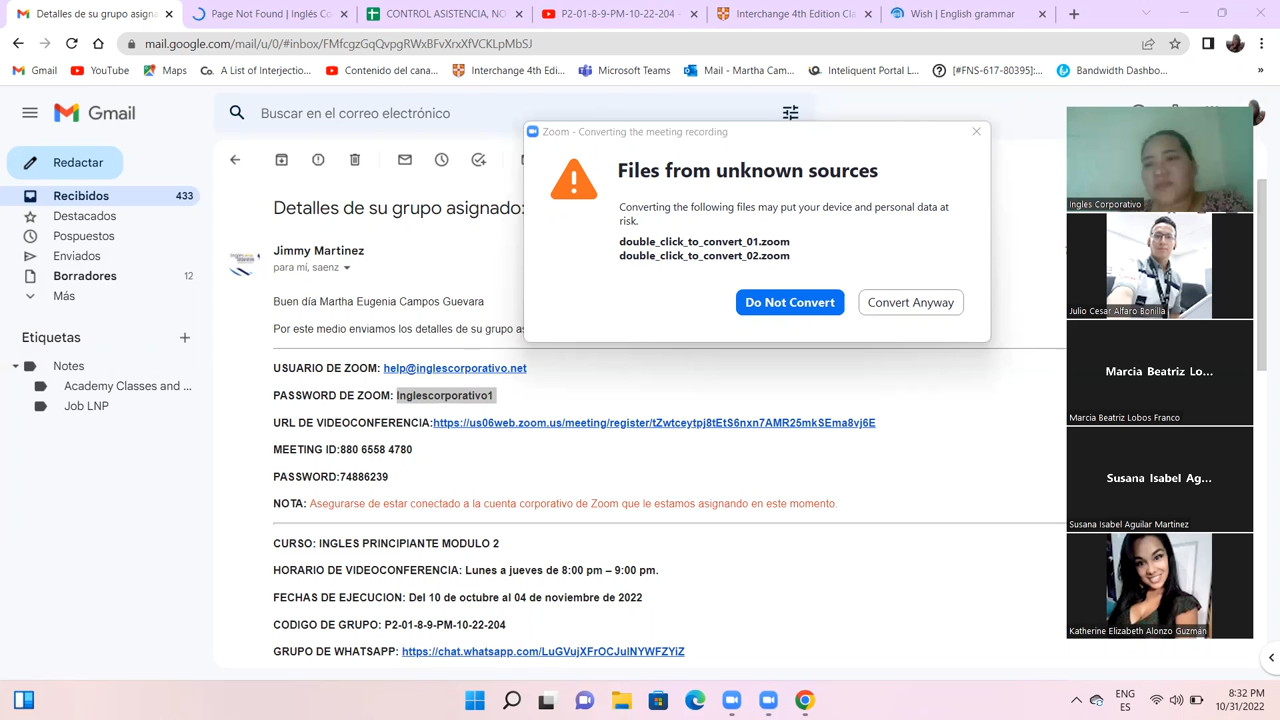 Detalles de su grupo asigna
Page Not Found | Inglés Co
CONTROL ASISTENCIA, NO
P2-01-8-9-PM-10-22-204 -
Interchange 4th Edition Cla
Wish | English grammar
mail.google.com/mail/u/0/#inbox/FMfcgzGqQvpgRWxBFvXrxXfVCKLpMbSJ
Gmail
YouTube
Maps
A List of Interjectio...
Contenido del cana...
Interchange 4th Edi...
Microsoft Teams
Mail - Martha Cam...
Inteliquent Portal L...
[#FNS-617-80395]:...
Bandwidth Dashbo...
»
Gmail
Buscar en el correo electrónico
Redactar
Recibidos 433
Destacados
Pospuestos
Enviados
Borradores 12
Más
Etiquetas
Notes
Academy Classes and ...
Job LNP
Detalles de su grupo asignado:
Jimmy Martinez
para mí, saenz
Buen día Martha Eugenia Campos Guevara
Por este medio enviamos los detalles de su grupo as
USUARIO DE ZOOM: help@inglescorporativo.net
PASSWORD DE ZOOM: Inglescorporativo1
URL DE VIDEOCONFERENCIA:https://us06web.zoom.us/meeting/register/tZwtceytpj8tEtS6nxn7AMR25mkSEma8vj6E
MEETING ID:880 6558 4780
PASSWORD:74886239
NOTA: Asegurarse de estar conectado a la cuenta corporativo de Zoom que le estamos asignando en este momento.
CURSO: INGLES PRINCIPIANTE MODULO 2
HORARIO DE VIDEOCONFERENCIA: Lunes a jueves de 8:00 pm – 9:00 pm.
FECHAS DE EJECUCION: Del 10 de octubre al 04 de noviembre de 2022
CODIGO DE GRUPO: P2-01-8-9-PM-10-22-204
GRUPO DE WHATSAPP: https://chat.whatsapp.com/LuGVujXFrOCJulNYWFZYiZ
Zoom - Converting the meeting recording
Files from unknown sources
Converting the following files may put your device and personal data at
risk.
double_click_to_convert_01.zoom
double_click_to_convert_02.zoom
Do Not Convert
Convert Anyway
Ingles Corporativo
Julio Cesar Alfaro Bonilla
Marcia Beatriz Lo...
Marcia Beatriz Lobos Franco
Susana Isabel Ag...
Susana Isabel Aguilar Martinez
Katherine Elizabeth Alonzo Guzmán
ENG
ES
8:32 PM
10/31/2022